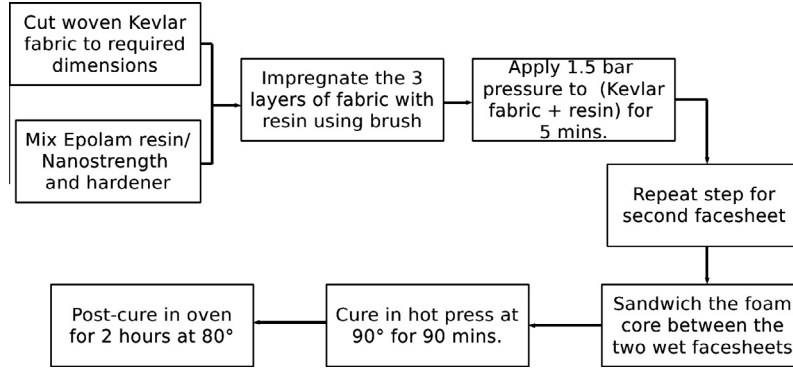 Cut woven Kevlar
fabric to required
dimensions
Mix Epolam resin/
Nanostrength
and hardener
Impregnate the 3
layers of fabric with
resin using brush
Apply 1.5 bar
pressure to (Kevlar
fabric + resin) for
5 mins.
Repeat step for
second facesheet
Sandwich the foam
core between the
two wet facesheets
Cure in hot press at
90° for 90 mins.
Post-cure in oven
for 2 hours at 80°